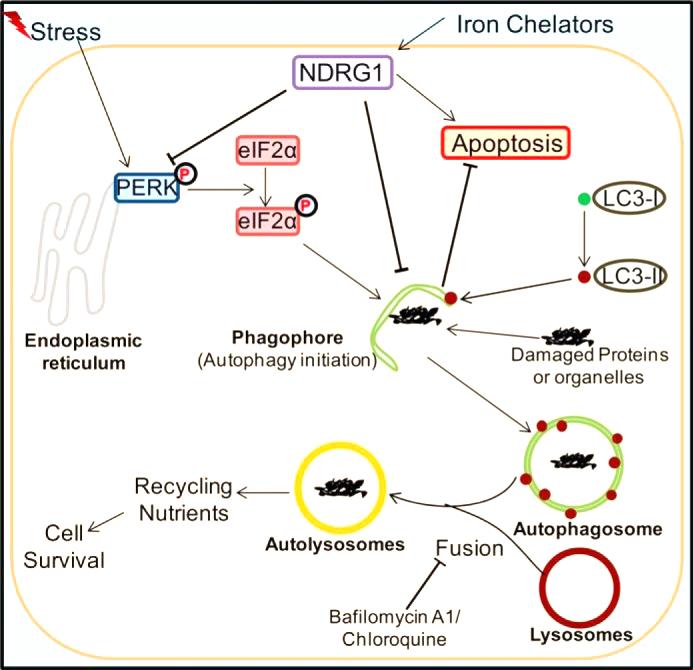 Stress
Iron Chelators
NDRG1
Apoptosis
eIF2α
P
PERK
P
eIF2α
LC3-I
LC3-II
Endoplasmic
reticulum
Phagophore
(Autophagy initiation)
Damaged Proteins
or organelles
Recycling
Nutrients
Cell
Survival
Autolysosomes
Autophagosome
Fusion
Bafilomycin A1/
Chloroquine
Lysosomes